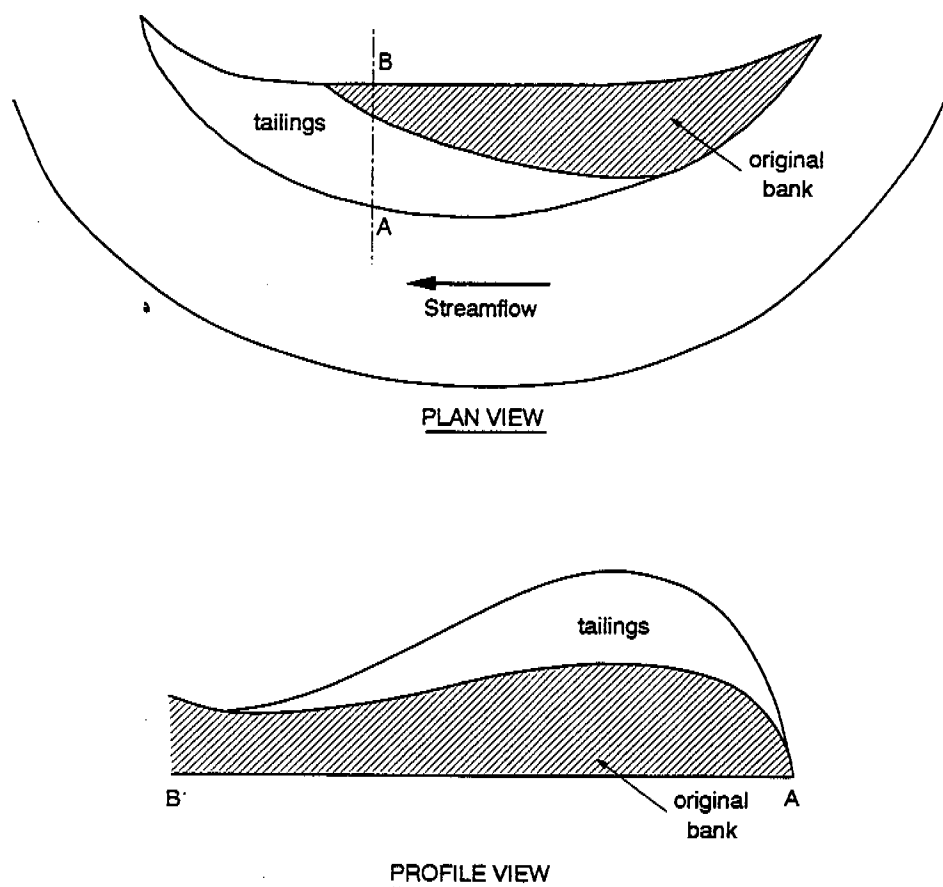 B
tailings
original
bank
A
Streamflow
PLAN VIEW
tailings
B
A
original
bank
PROFILE VIEW